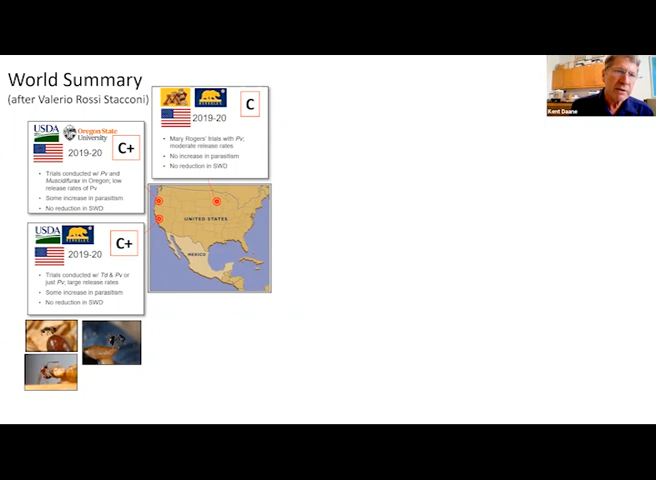 World Summary
(after Valerio Rossi Stacconi)
USDA
Oregon State
University
2019-20
C+
Trials conducted w/ Pv and
Muscidifurax in Oregon; low
release rates of Pv
Some increase in parasitism
No reduction in SWD
2019-20
C
Mary Rogers' trials with Pv;
moderate release rates
No increase in parasitism
No reduction in SWD
USDA
2019-20
C+
Trials conducted w/ Td & Pv or
just Pv; large release rates
Some increase in parasitism
No reduction in SWD
UNITED STATES
MEXICO
Kent Daane